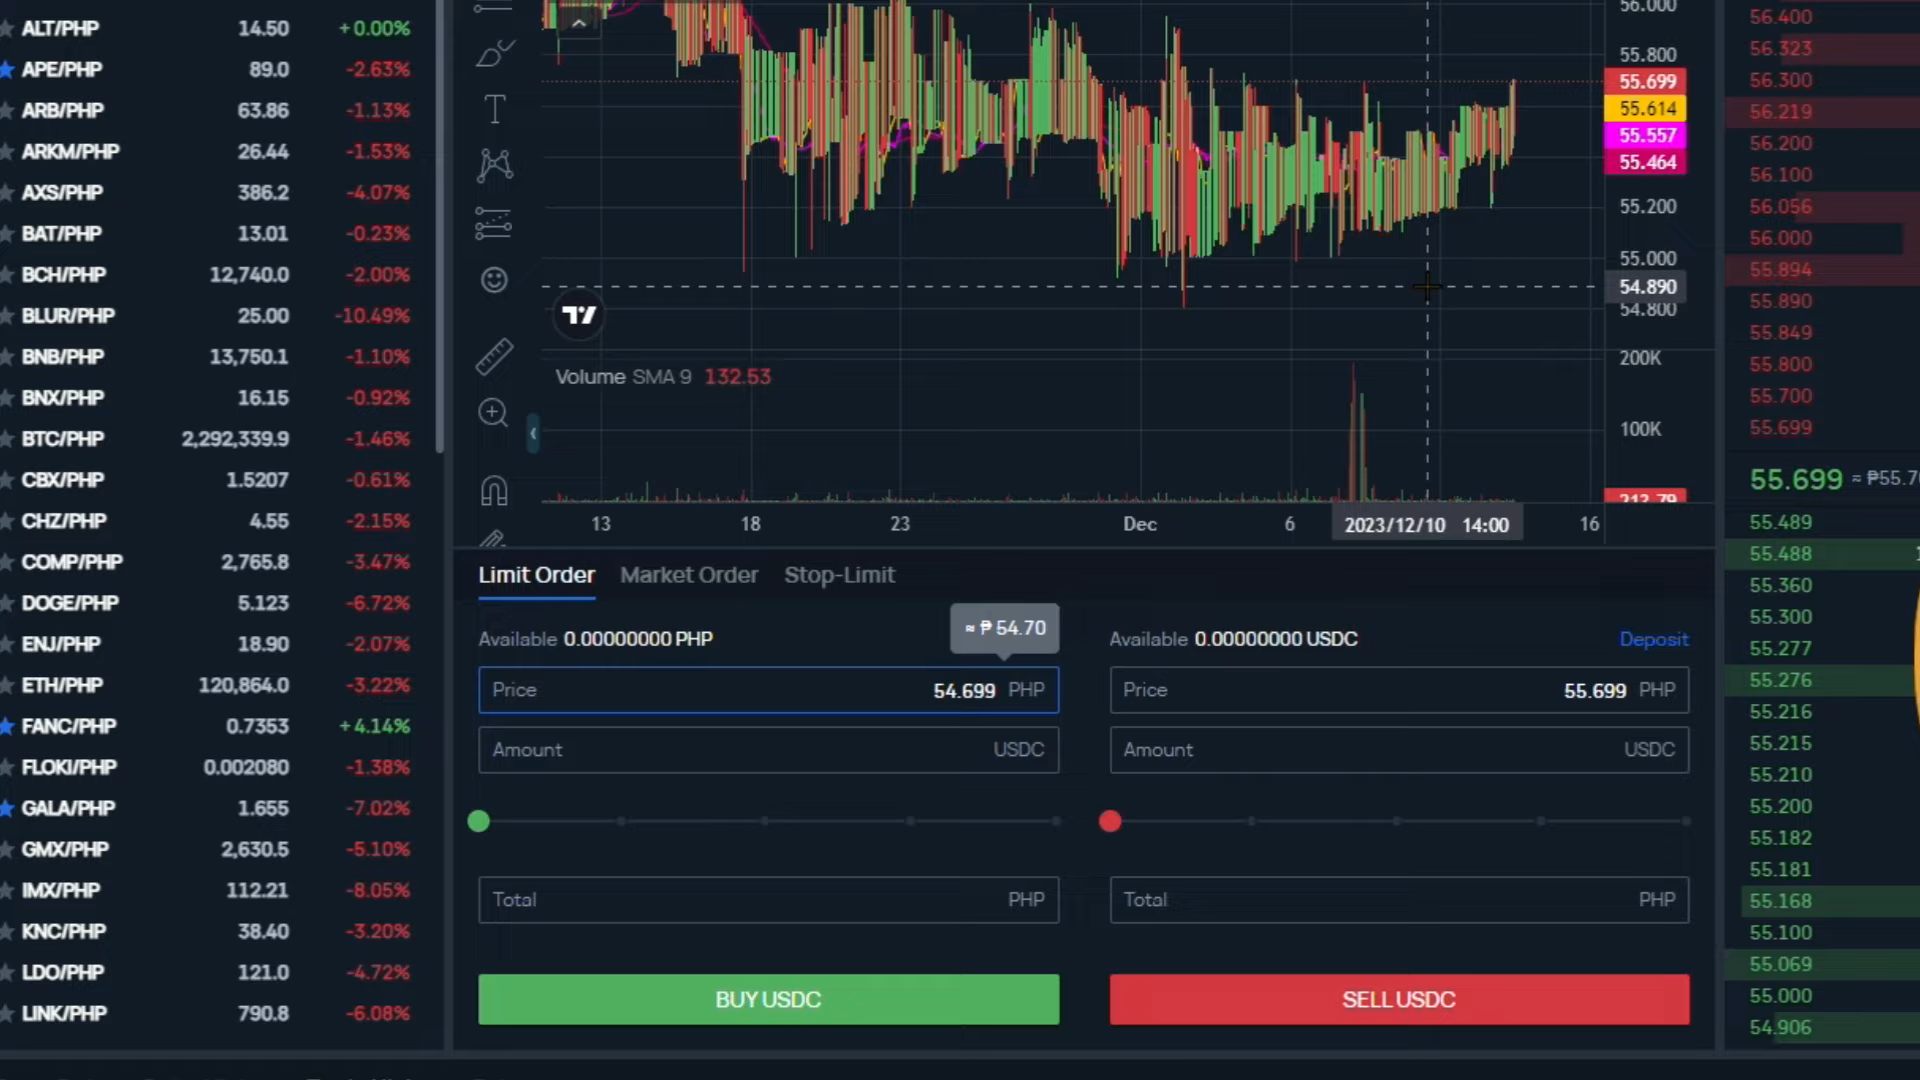 ALT/PHP 14.50 +0.00%
APE/PHP 89.0 -2.63%
ARB/PHP 63.86 -1.13%
ARKM/PHP 26.44 -1.53%
AXS/PHP 386.2 -4.07%
BAT/PHP 13.01 -0.23%
BCH/PHP 12,740.0 -2.00%
BLUR/PHP 25.00 -10.49%
BNB/PHP 13,750.1 -1.10%
BNX/PHP 16.15 -0.92%
BTC/PHP 2,292,339.9 -1.46%
CBX/PHP 1.5207 -0.61%
CHZ/PHP 4.55 -2.15%
COMP/PHP 2,765.8 -3.47%
DOGE/PHP 5.123 -6.72%
ENJ/PHP 18.90 -2.07%
ETH/PHP 120,864.0 -3.22%
FANC/PHP 0.7353 +4.14%
FLOKI/PHP 0.002080 -1.38%
GALA/PHP 1.655 -7.02%
GMX/PHP 2,630.5 -5.10%
IMX/PHP 112.21 -8.05%
KNC/PHP 38.40 -3.20%
LDO/PHP 121.0 -4.72%
LINK/PHP 790.8 -6.08%
56.000
55.800
55.699
55.614
55.557
55.464
55.200
55.000
54.890
54.800
200K
Volume SMA 9 132.53
100K
212.79
13 18 23 Dec 6 2023/12/10 14:00 16
Limit Order Market Order Stop-Limit
≈ ₱ 54.70
Available 0.00000000 PHP
Price 54.699 PHP
Amount USDC
Total PHP
BUY USDC
Available 0.00000000 USDC Deposit
Price 55.699 PHP
Amount USDC
Total PHP
SELL USDC
56.400
56.323
56.300
56.219
56.200
56.100
56.056
56.000
55.894
55.890
55.849
55.800
55.700
55.699
55.699 ≈ ₱55.7
55.489
55.488
55.360
55.300
55.277
55.276
55.216
55.215
55.210
55.200
55.182
55.181
55.168
55.100
55.069
55.000
54.906